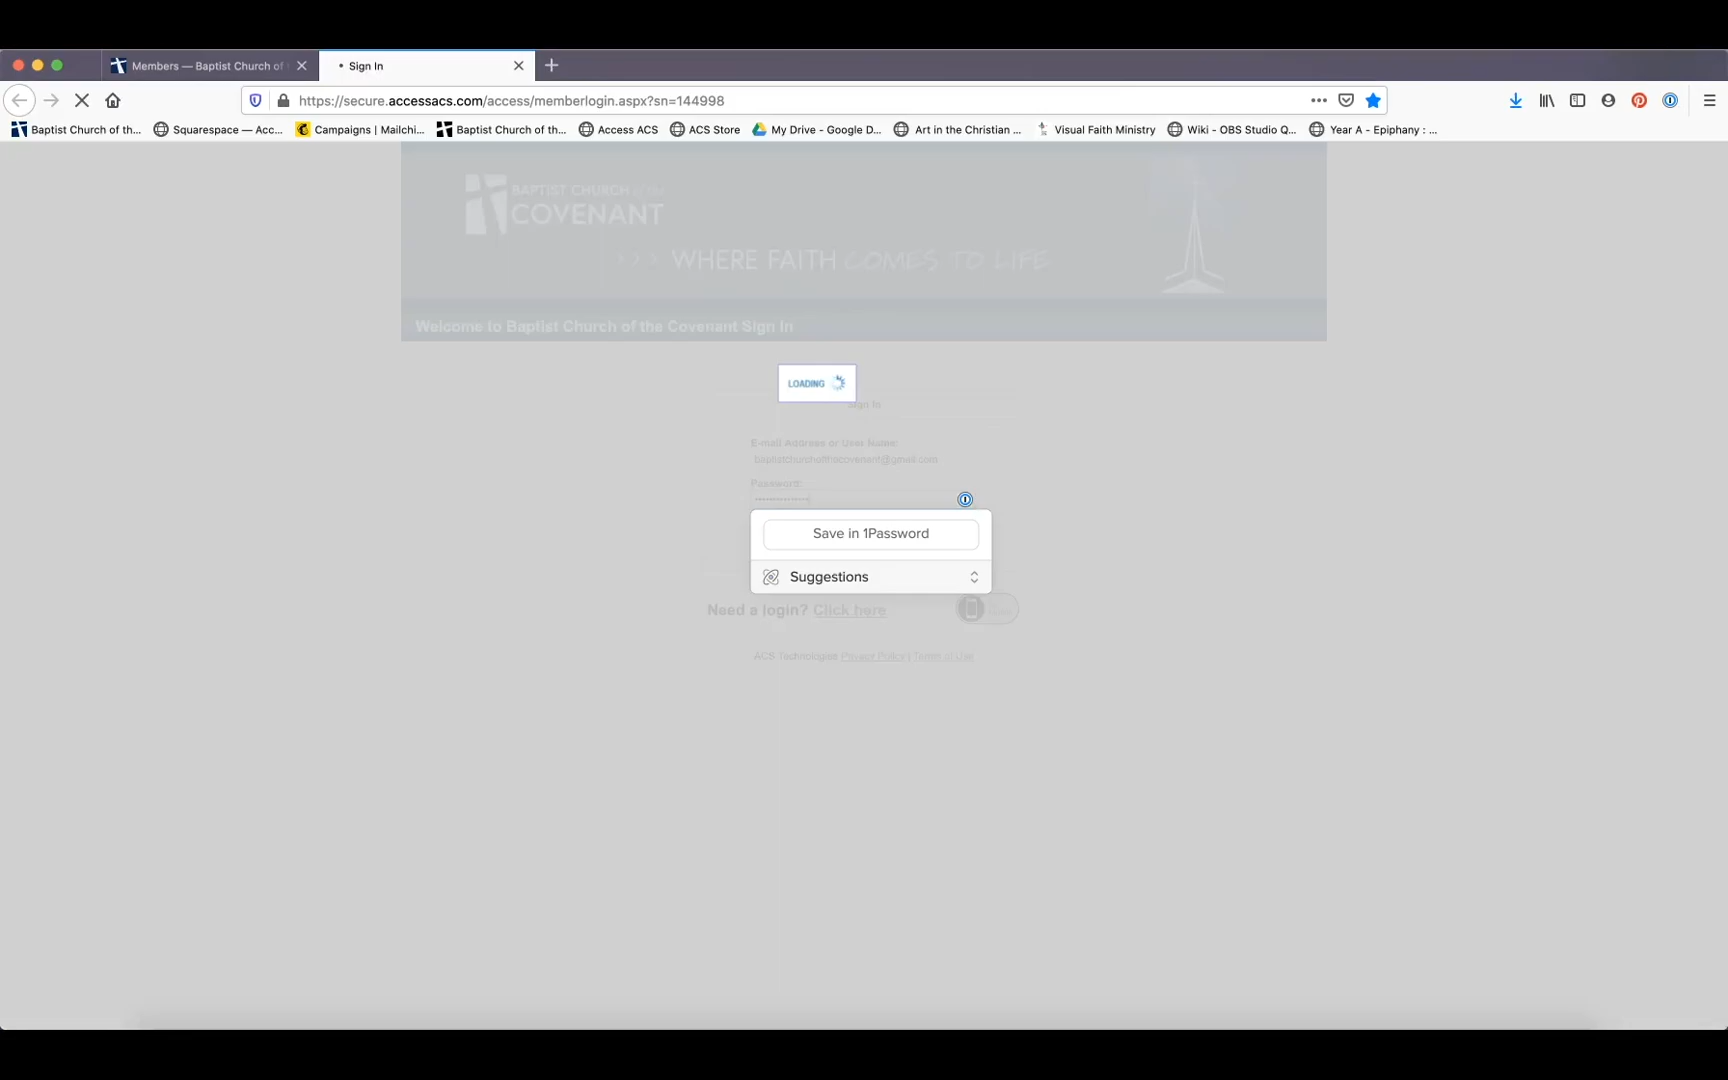 Members — Baptist Church of
• Sign In
https://secure.accessacs.com/access/memberlogin.aspx?sn=144998
Baptist Church of th... Squarespace — Acc... Campaigns | Mailchi... Baptist Church of th... Access ACS ACS Store My Drive - Google D... Art in the Christian ... Visual Faith Ministry Wiki - OBS Studio Q... Year A - Epiphany : ...
BAPTIST CHURCH of the
COVENANT
> > > WHERE FAITH COMES TO LIFE
Welcome to Baptist Church of the Covenant Sign In
LOADING
Sign In
E-mail Address or User Name:
baptistchurchofthecovenant@gmail.com
Password:
Save in 1Password
Suggestions
Need a login? Click here
ACS Technologies Privacy Policy | Terms of Use